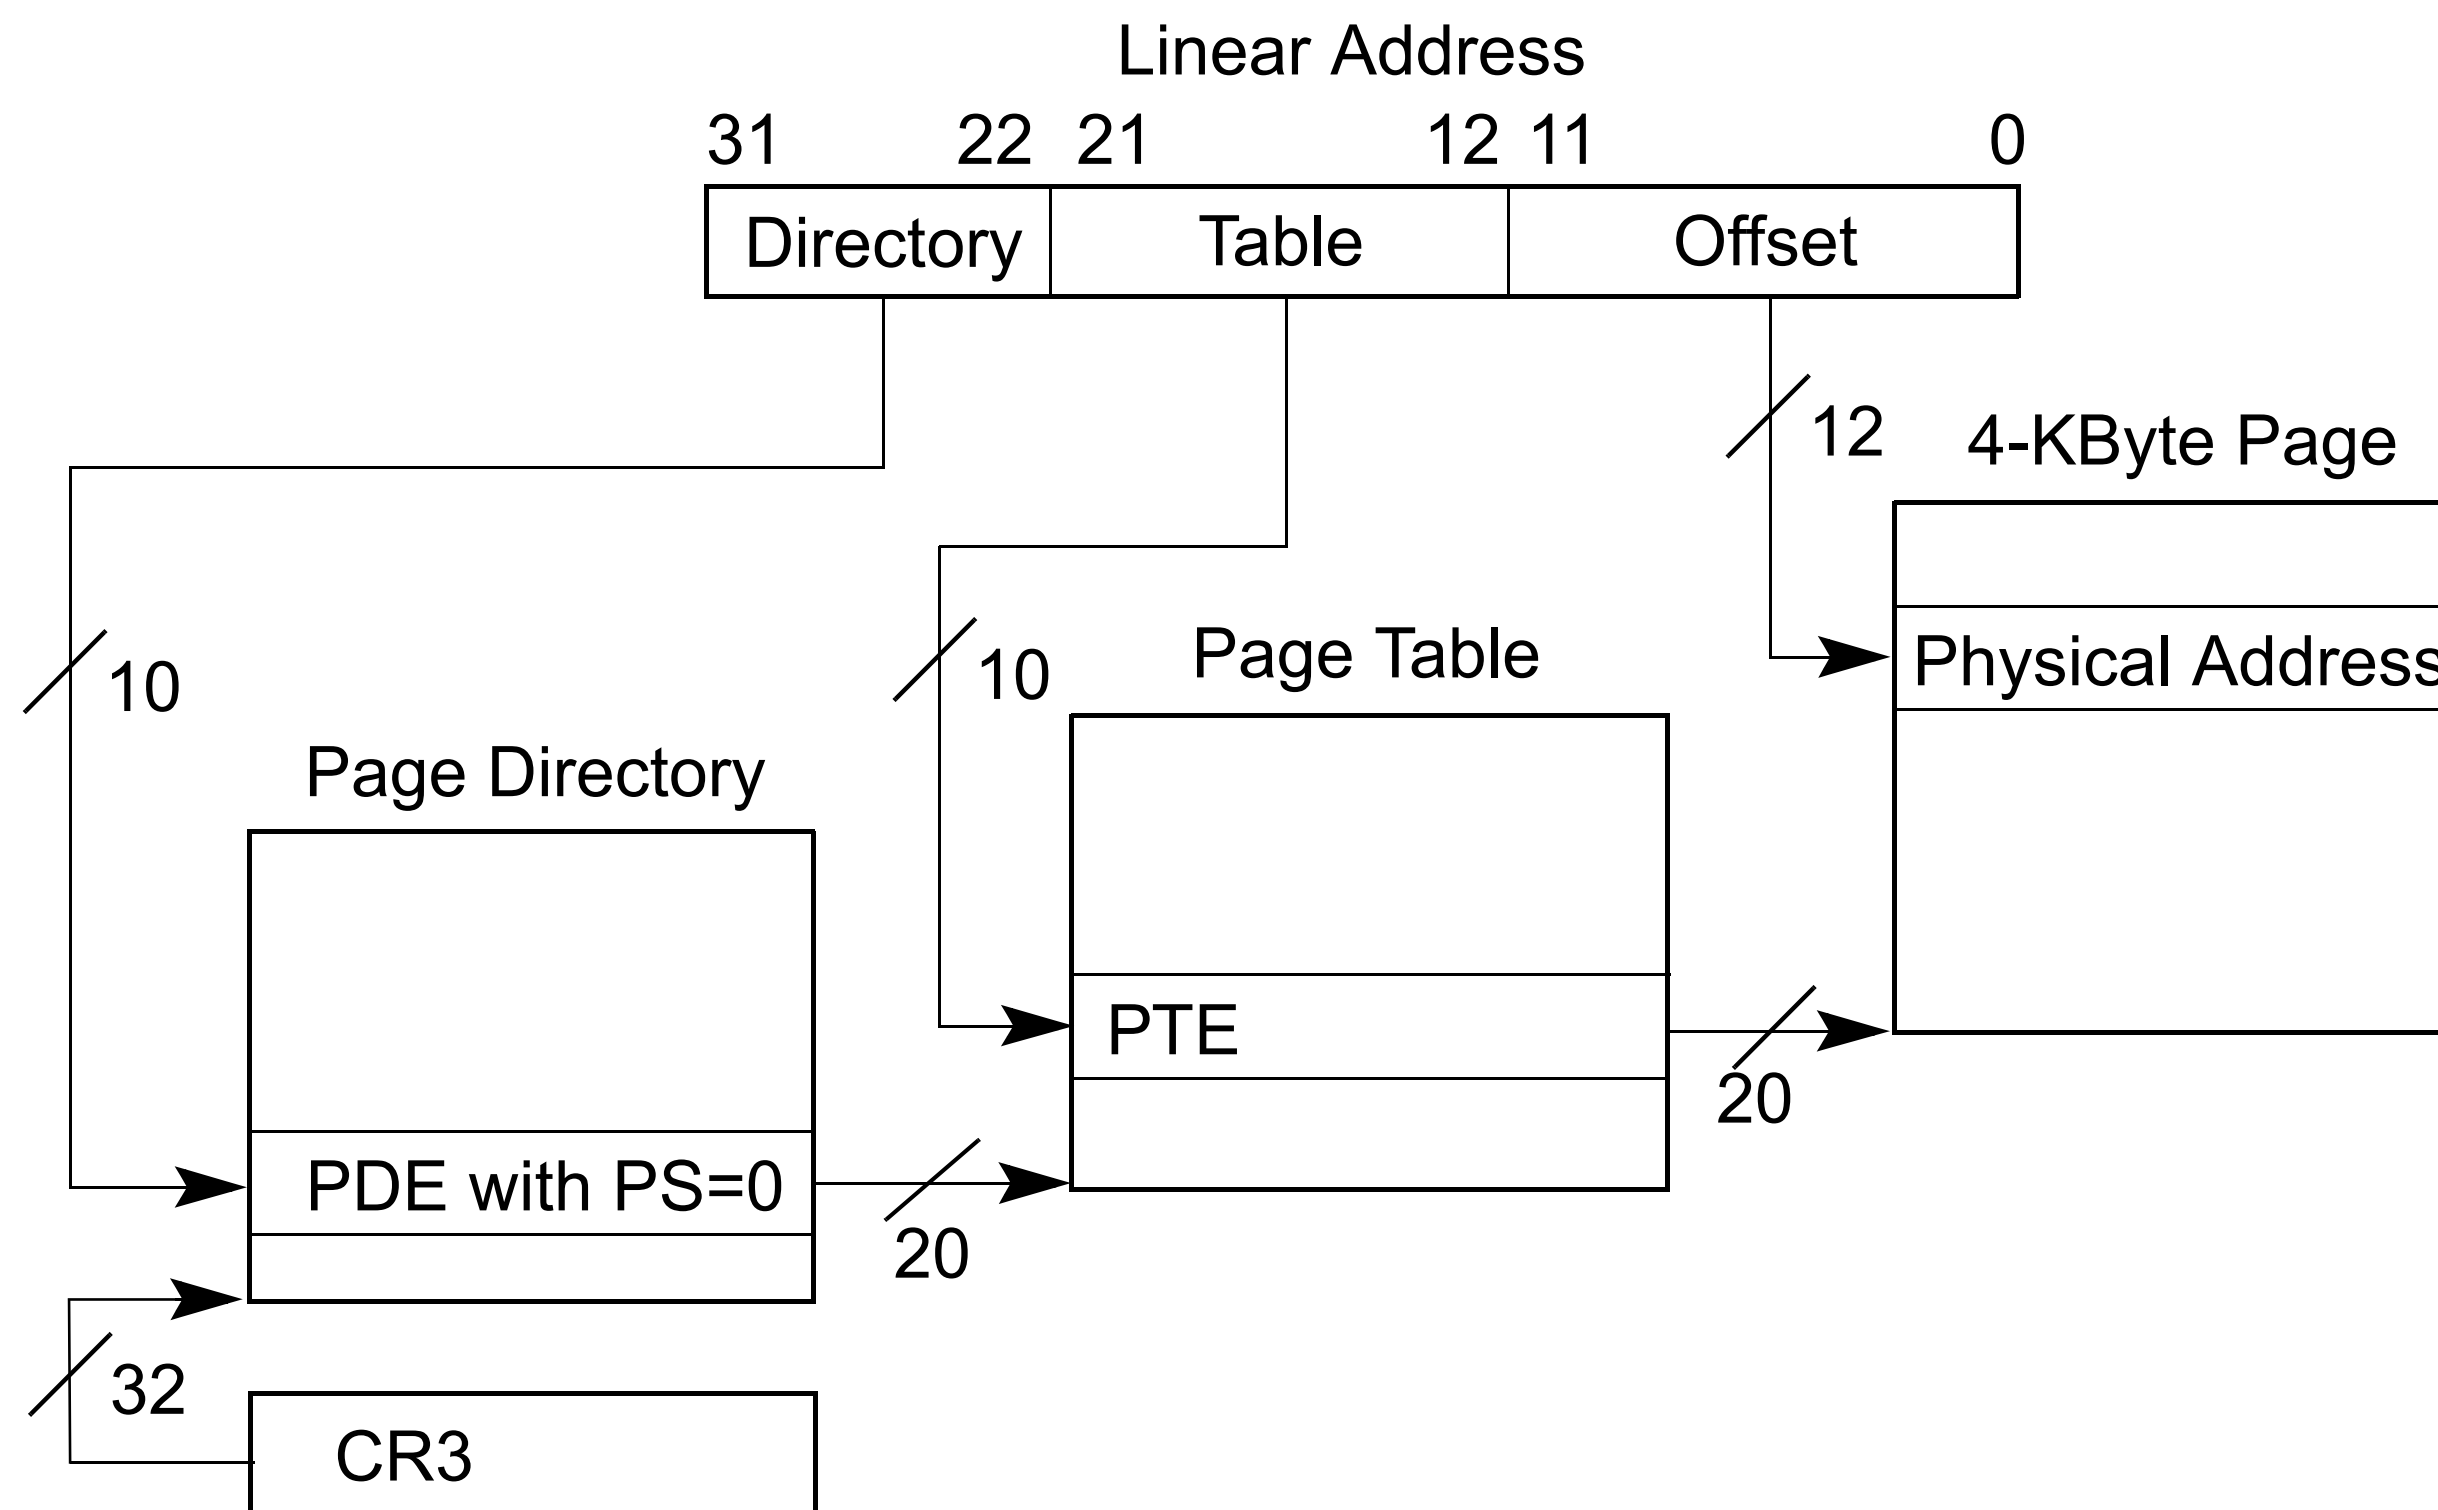 Linear Address
31 22 21 12 11 0
Directory Table Offset
12
4-KByte Page
Physical Address
10
10
Page Table
Page Directory
PTE
20
PDE with PS=0
20
32
CR3